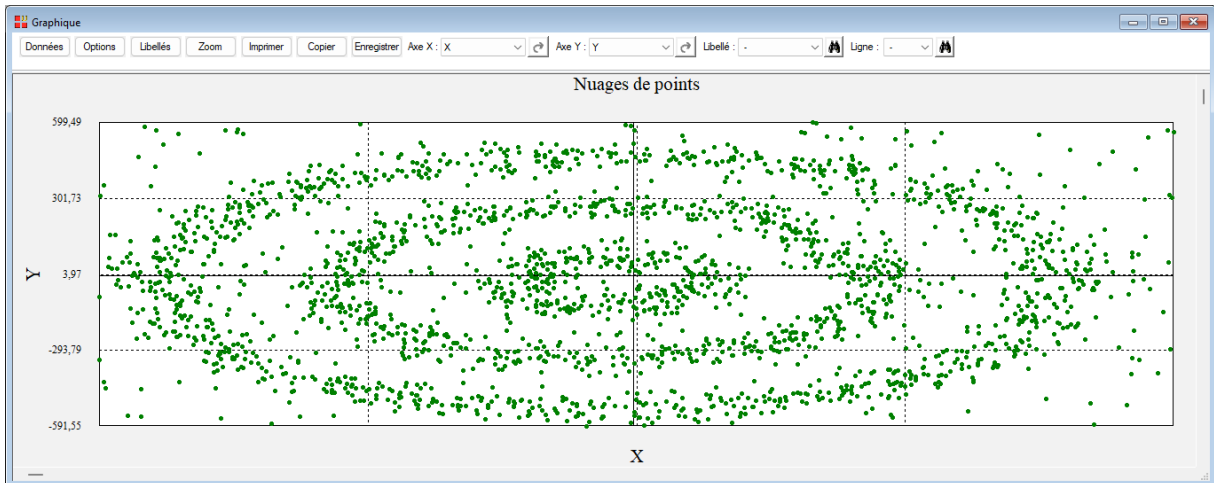 Graphique
Données Options Libellés Zoom Imprimer Copier Enregistrer Axe X : X Axe Y : Y Libellé : - Ligne : -
Nuages de points
599,49
301,73
Y 3,97
-293,79
-591,55
X